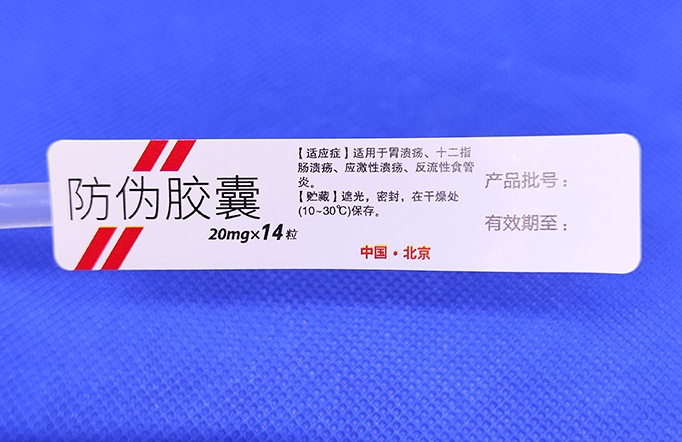 防伪胶囊
20mg×14粒
【适应症】适用于胃溃疡、十二指
肠溃疡、应激性溃疡、反流性食管
炎。
【贮藏】遮光，密封，在干燥处
(10~30℃)保存。
中国·北京
产品批号：
有效期至：